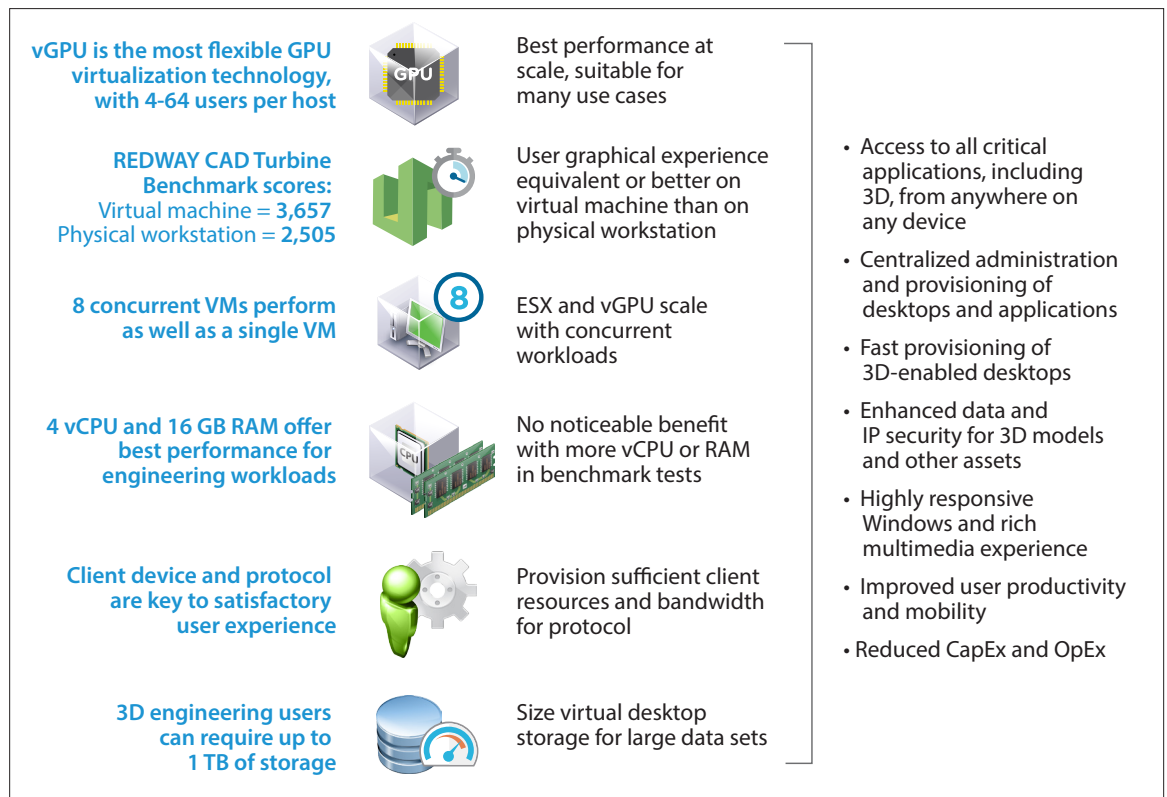 vGPU is the most flexible GPU
virtualization technology,
with 4-64 users per host
GPU
Best performance at
scale, suitable for
many use cases
REDWAY CAD Turbine
Benchmark scores:
Virtual machine = 3,657
Physical workstation = 2,505
User graphical experience
equivalent or better on
virtual machine than on
physical workstation
8 concurrent VMs perform
as well as a single VM
8
ESX and vGPU scale
with concurrent
workloads
4 vCPU and 16 GB RAM offer
best performance for
engineering workloads
CPU
No noticeable benefit
with more vCPU or RAM
in benchmark tests
Client device and protocol
are key to satisfactory
user experience
Provision sufficient client
resources and bandwidth
for protocol
3D engineering users
can require up to
1 TB of storage
Size virtual desktop
storage for large data sets
• Access to all critical
applications, including
3D, from anywhere on
any device
• Centralized administration
and provisioning of
desktops and applications
• Fast provisioning of
3D-enabled desktops
• Enhanced data and
IP security for 3D models
and other assets
• Highly responsive
Windows and rich
multimedia experience
• Improved user productivity
and mobility
• Reduced CapEx and OpEx